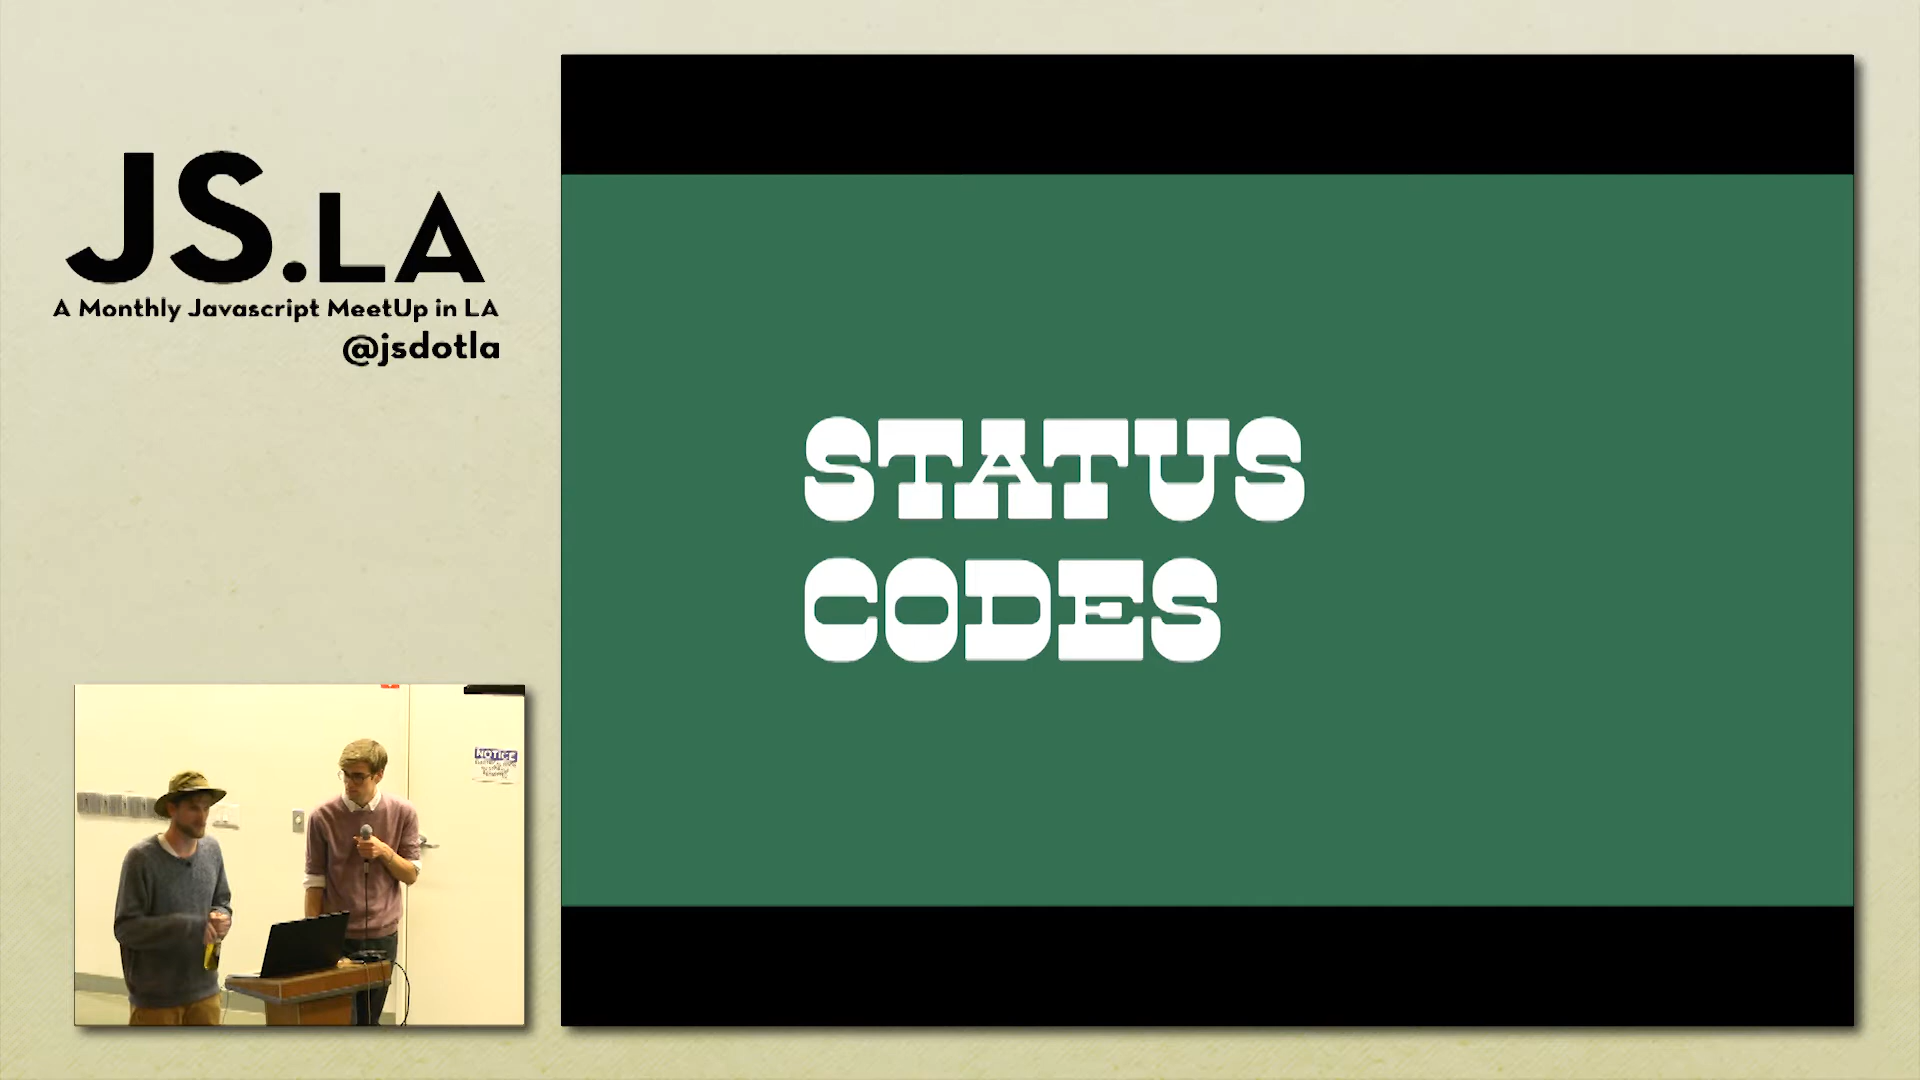 JS.LA
A Monthly Javascript MeetUp in LA
@jsdotla
STATUS
CODES
NOTICE